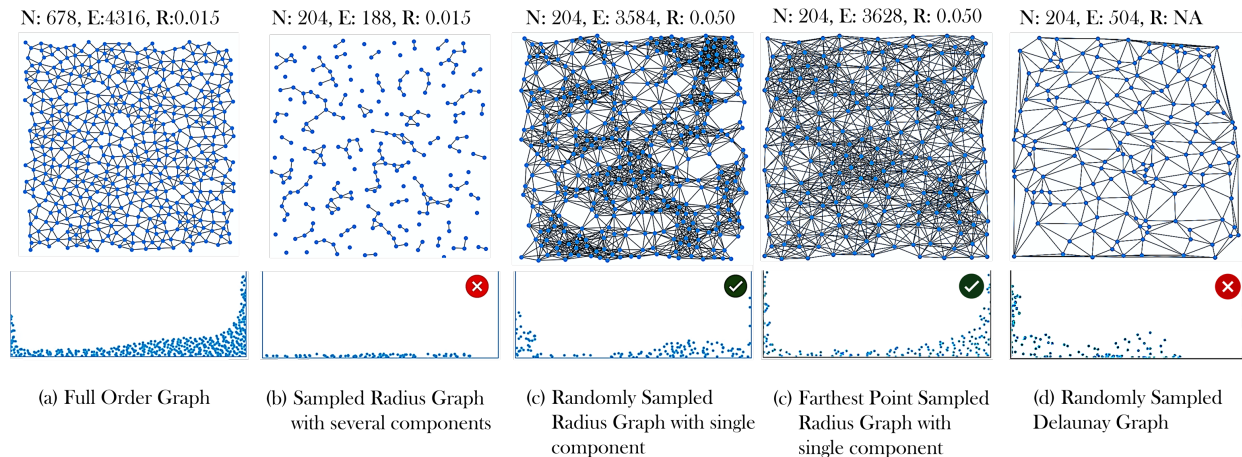 N: 678, E:4316, R:0.015
N: 204, E: 188, R: 0.015
N: 204, E: 3584, R: 0.050
N: 204, E: 3628, R: 0.050
N: 204, E: 504, R: NA
(a) Full Order Graph
(b) Sampled Radius Graph
with several components
(c) Randomly Sampled
Radius Graph with single
component
(c) Farthest Point Sampled
Radius Graph with
single component
(d) Randomly Sampled
Delaunay Graph